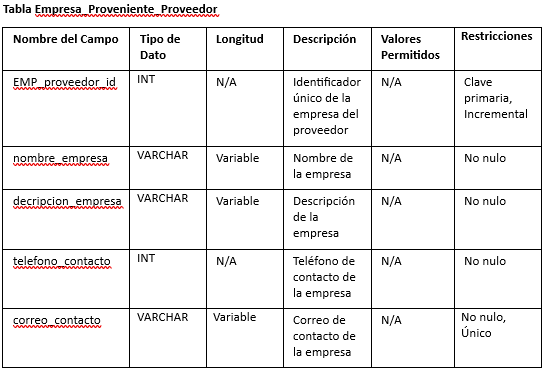 Tabla Empresa_Proveniente_Proveedor
Nombre del Campo Tipo de Dato Longitud Descripción Valores Permitidos Restricciones
EMP_proveedor_id INT N/A Identificador único de la empresa del proveedor N/A Clave primaria, Incremental
nombre_empresa VARCHAR Variable Nombre de la empresa N/A No nulo
decripcion_empresa VARCHAR Variable Descripción de la empresa N/A No nulo
telefono_contacto INT N/A Teléfono de contacto de la empresa N/A No nulo
correo_contacto VARCHAR Variable Correo de contacto de la empresa N/A No nulo, Único